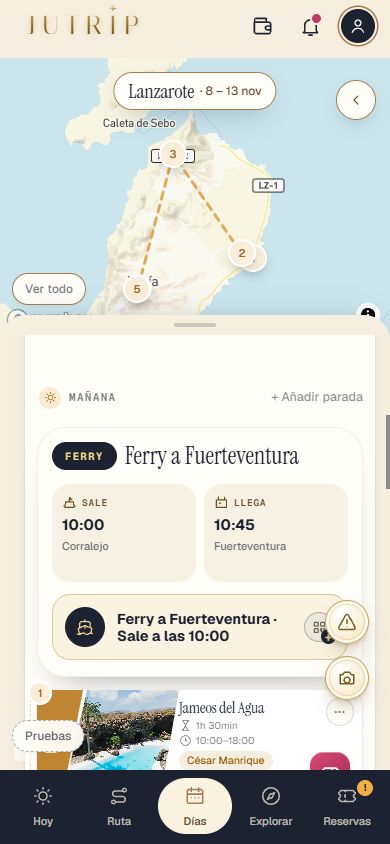 JUTRIP
Lanzarote · 8 – 13 nov
Caleta de Sebo
3
LZ-1
2
5
Ver todo
MAÑANA
+ Añadir parada
FERRY
Ferry a Fuerteventura
SALE
10:00
Corralejo
LLEGA
10:45
Fuerteventura
Ferry a Fuerteventura ·
Sale a las 10:00
1
Jameos del Agua
1h 30min
10:00–18:00
César Manrique
Pruebas
Hoy
Ruta
Días
Explorar
!
Reservas